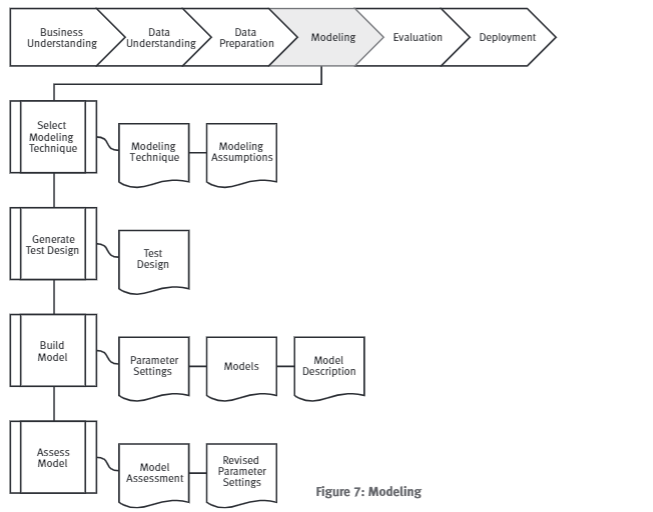 Business
Understanding
Data
Understanding
Data
Preparation
Modeling
Evaluation
Deployment
Select
Modeling
Technique
Modeling
Technique
Modeling
Assumptions
Generate
Test Design
Test
Design
Build
Model
Parameter
Settings
Models
Model
Description
Assess
Model
Model
Assessment
Revised
Parameter
Settings
Figure 7: Modeling